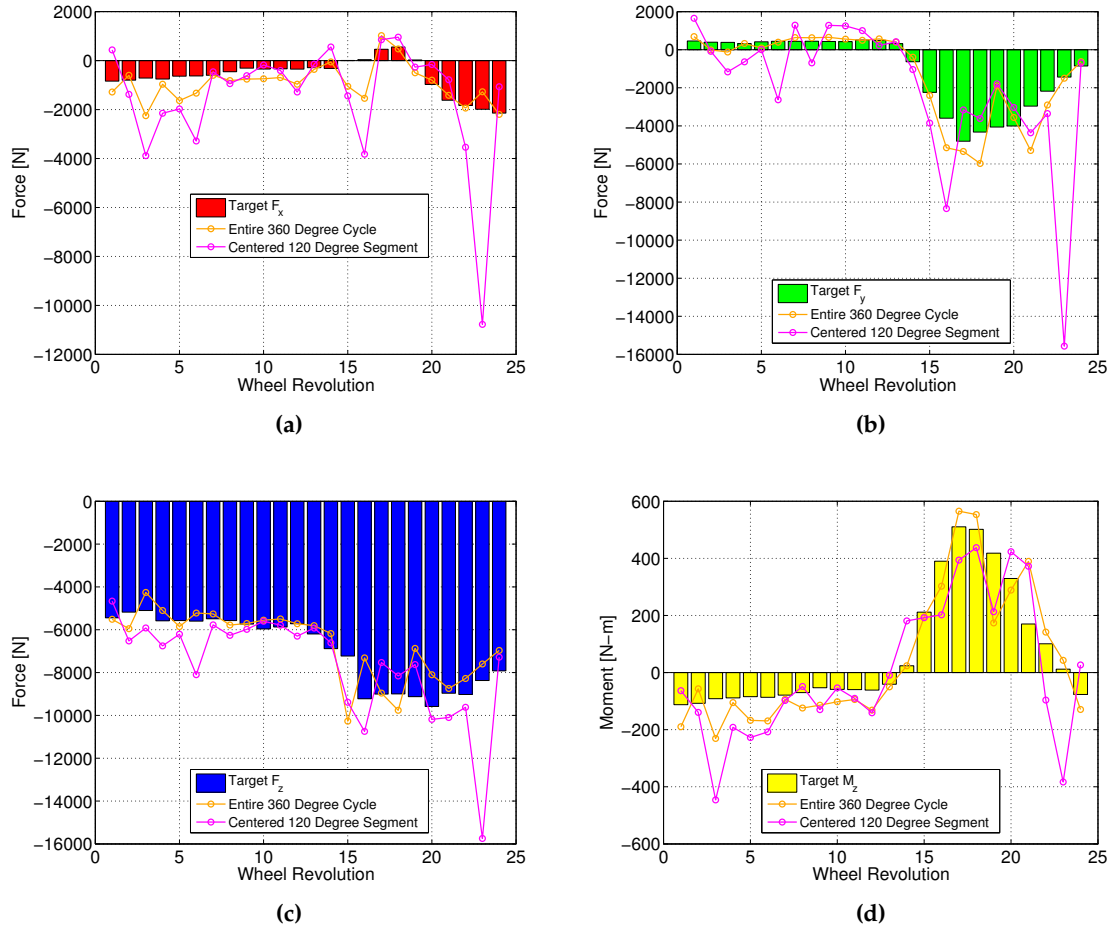 2000
0
−2000
−4000
−6000
−8000
−10000
−12000
Force [N]
Target F_x
Entire 360 Degree Cycle
Centered 120 Degree Segment
0 5 10 15 20 25
Wheel Revolution
(a)
2000
0
−2000
−4000
−6000
−8000
−10000
−12000
−14000
−16000
Force [N]
Target F_y
Entire 360 Degree Cycle
Centered 120 Degree Segment
0 5 10 15 20 25
Wheel Revolution
(b)
0
−2000
−4000
−6000
−8000
−10000
−12000
−14000
−16000
Force [N]
Target F_z
Entire 360 Degree Cycle
Centered 120 Degree Segment
0 5 10 15 20 25
Wheel Revolution
(c)
600
400
200
0
−200
−400
−600
Moment [N−m]
Target M_z
Entire 360 Degree Cycle
Centered 120 Degree Segment
0 5 10 15 20 25
Wheel Revolution
(d)